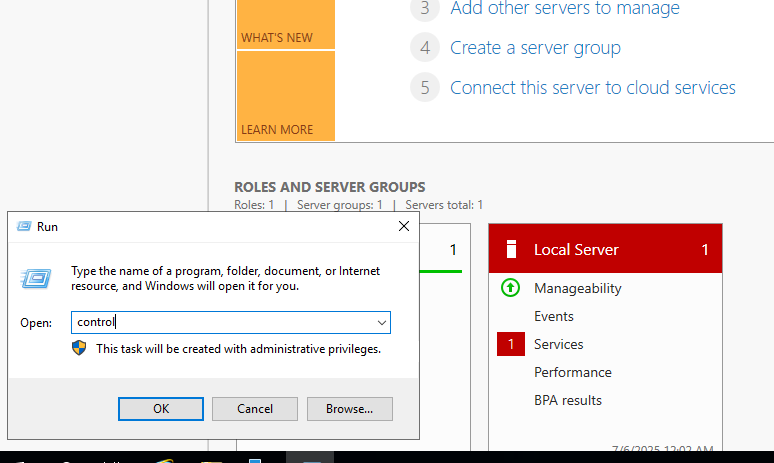 3 Add other servers to manage
WHAT'S NEW
4 Create a server group
5 Connect this server to cloud services
LEARN MORE
ROLES AND SERVER GROUPS
Roles: 1 | Server groups: 1 | Servers total: 1
Run
Type the name of a program, folder, document, or Internet
resource, and Windows will open it for you.
Open: control
This task will be created with administrative privileges.
OK Cancel Browse...
1
Local Server 1
Manageability
Events
1 Services
Performance
BPA results
7/6/2025 12:02 AM